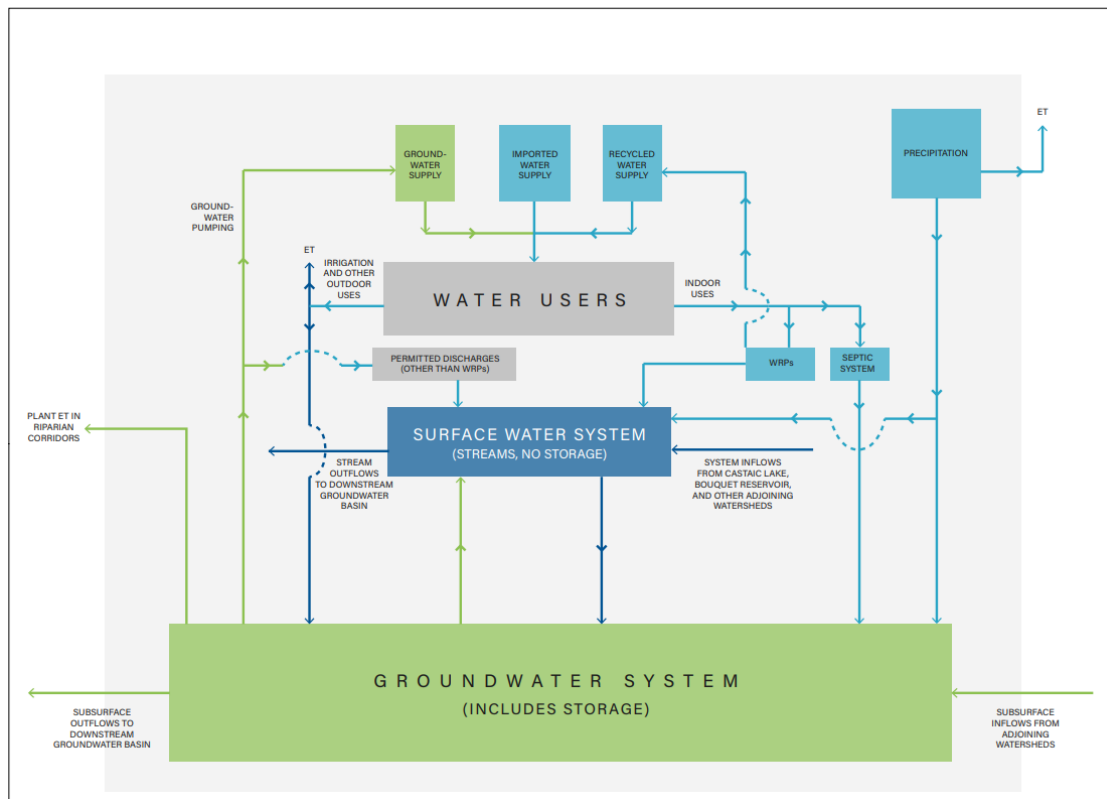 ET
GROUND-
WATER
SUPPLY
IMPORTED
WATER
SUPPLY
RECYCLED
WATER SUPPLY
PRECIPITATION
GROUND-
WATER
PUMPING
ET
IRRIGATION
AND OTHER
OUTDOOR
USES
WATER USERS
INDOOR
USES
PERMITTED DISCHARGES
(OTHER THAN WRPs)
WRPs
SEPTIC
SYSTEM
PLANT ET IN
RIPARIAN
CORRIDORS
SURFACE WATER SYSTEM
(STREAMS, NO STORAGE)
STREAM
OUTFLOWS
TO DOWNSTREAM
GROUNDWATER
BASIN
SYSTEM INFLOWS
FROM CASTAIC LAKE,
BOUQUET RESERVOIR,
AND OTHER ADJOINING
WATERSHEDS
GROUNDWATER SYSTEM
(INCLUDES STORAGE)
SUBSURFACE
OUTFLOWS TO
DOWNSTREAM
GROUNDWATER BASIN
SUBSURFACE
INFLOWS FROM
ADJOINING
WATERSHEDS